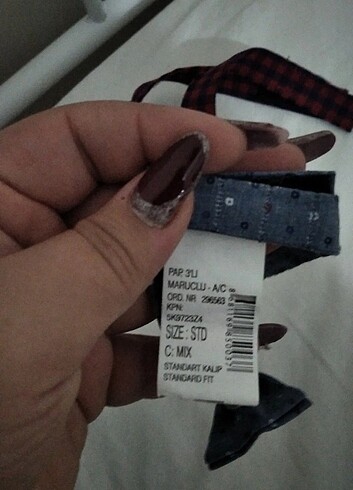 PAP. 3'LI
MARUCLU - A/C
ORD. NR. 296563
KPN:
5K9723Z4
SIZE : STD
C: MIX
STANDART KALIP
STANDARD FIT